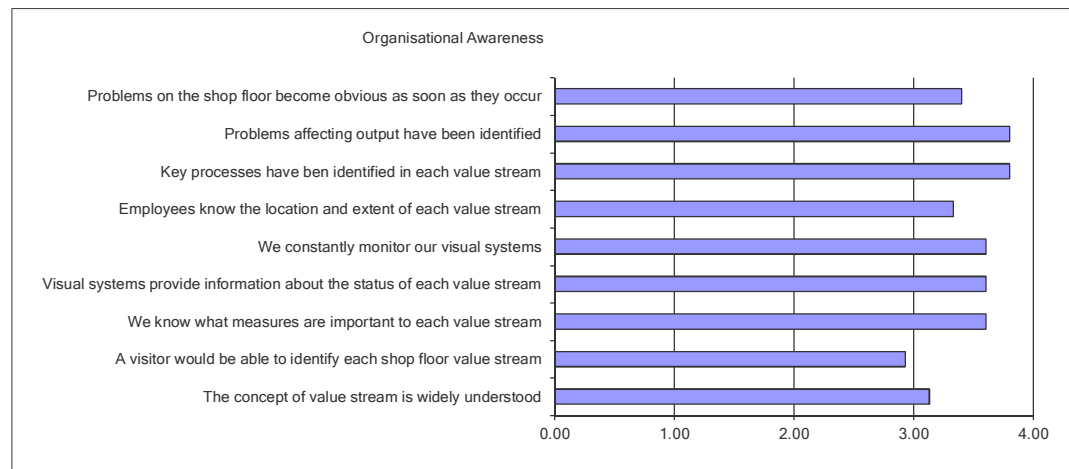 Organisational Awareness
Problems on the shop floor become obvious as soon as they occur
Problems affecting output have been identified
Key processes have ben identified in each value stream
Employees know the location and extent of each value stream
We constantly monitor our visual systems
Visual systems provide information about the status of each value stream
We know what measures are important to each value stream
A visitor would be able to identify each shop floor value stream
The concept of value stream is widely understood
0.00 1.00 2.00 3.00 4.00